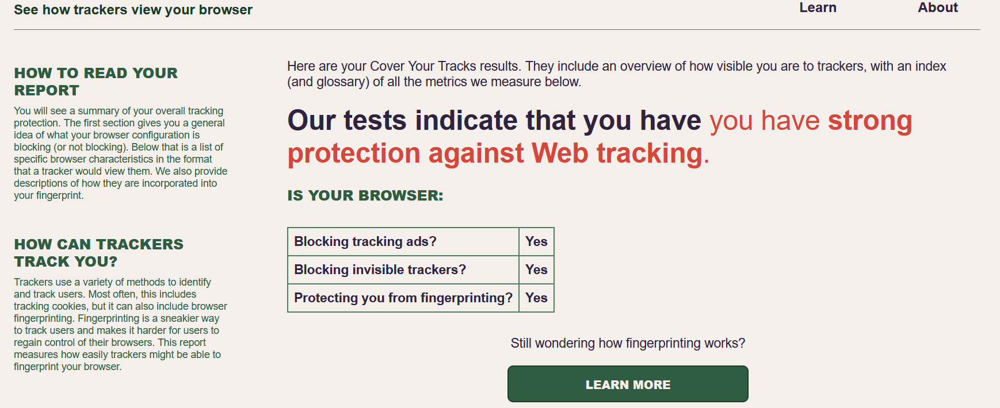 See how trackers view your browser
Learn
About
HOW TO READ YOUR
REPORT
You will see a summary of your overall tracking
protection. The first section gives you a general
idea of what your browser configuration is
blocking (or not blocking). Below that is a list of
specific browser characteristics in the format
that a tracker would view them. We also provide
descriptions of how they are incorporated into
your fingerprint.
HOW CAN TRACKERS
TRACK YOU?
Trackers use a variety of methods to identify
and track users. Most often, this includes
tracking cookies, but it can also include browser
fingerprinting. Fingerprinting is a sneakier way
to track users and makes it harder for users to
regain control of their browsers. This report
measures how easily trackers might be able to
fingerprint your browser.
Here are your Cover Your Tracks results. They include an overview of how visible you are to trackers, with an index
(and glossary) of all the metrics we measure below.
Our tests indicate that you have you have strong
protection against Web tracking.
IS YOUR BROWSER:
Blocking tracking ads? Yes
Blocking invisible trackers? Yes
Protecting you from fingerprinting? Yes
Still wondering how fingerprinting works?
LEARN MORE